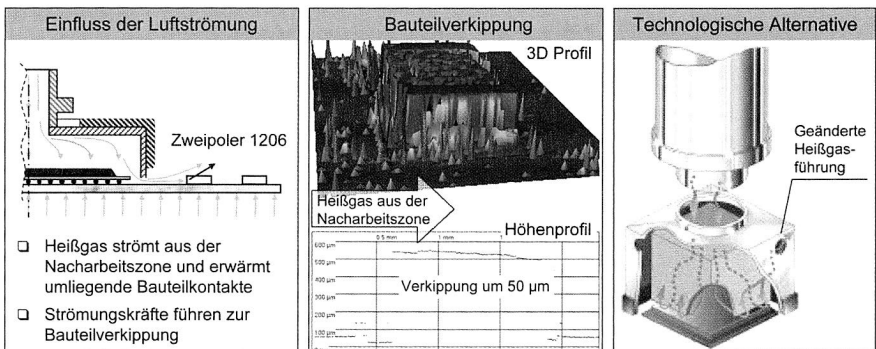 Einfluss der Luftströmung
Zweipoler 1206
❑ Heißgas strömt aus der
Nacharbeitszone und erwärmt
umliegende Bauteilkontakte
❑ Strömungskräfte führen zur
Bauteilverkippung
Bauteilverkippung
3D Profil
Heißgas aus der
Nacharbeitszone
Höhenprofil
0.5 mm 1 mm 1
600 µm
500 µm
400 µm
300 µm
200 µm
100 µm
Verkippung um 50 µm
Technologische Alternative
Geänderte
Heißgas-
führung